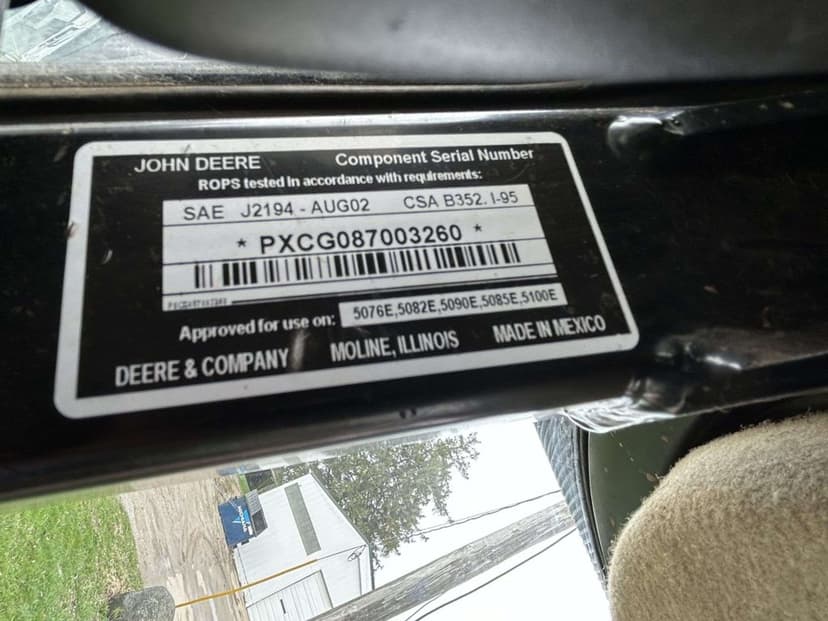 JOHN DEERE Component Serial Number
ROPS tested in accordance with requirements:
SAE J2194 - AUG02 CSA B352. I-95
* PXCG087003260 *
Approved for use on: 5076E,5082E,5090E,5085E,5100E
DEERE & COMPANY MOLINE, ILLINOIS MADE IN MEXICO